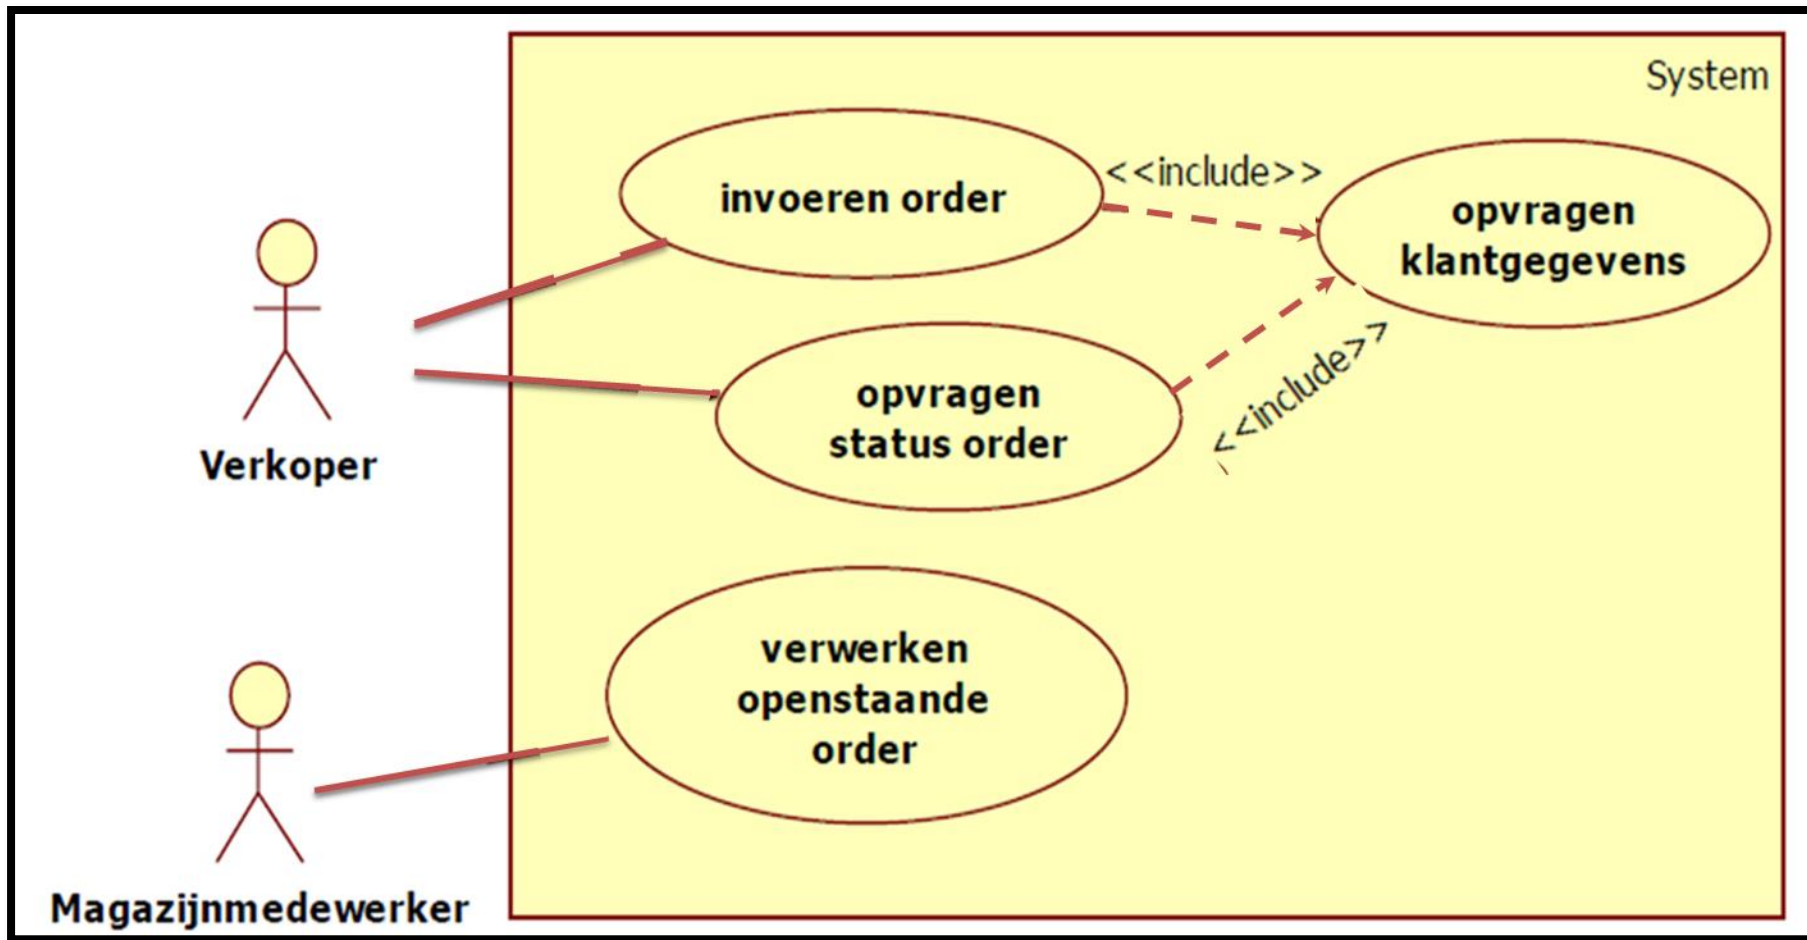 System
invoeren order
<<include>>
opvragen
klantgegevens
opvragen
status order
<<include>>
Verkoper
verwerken
openstaande
order
Magazijnmedewerker